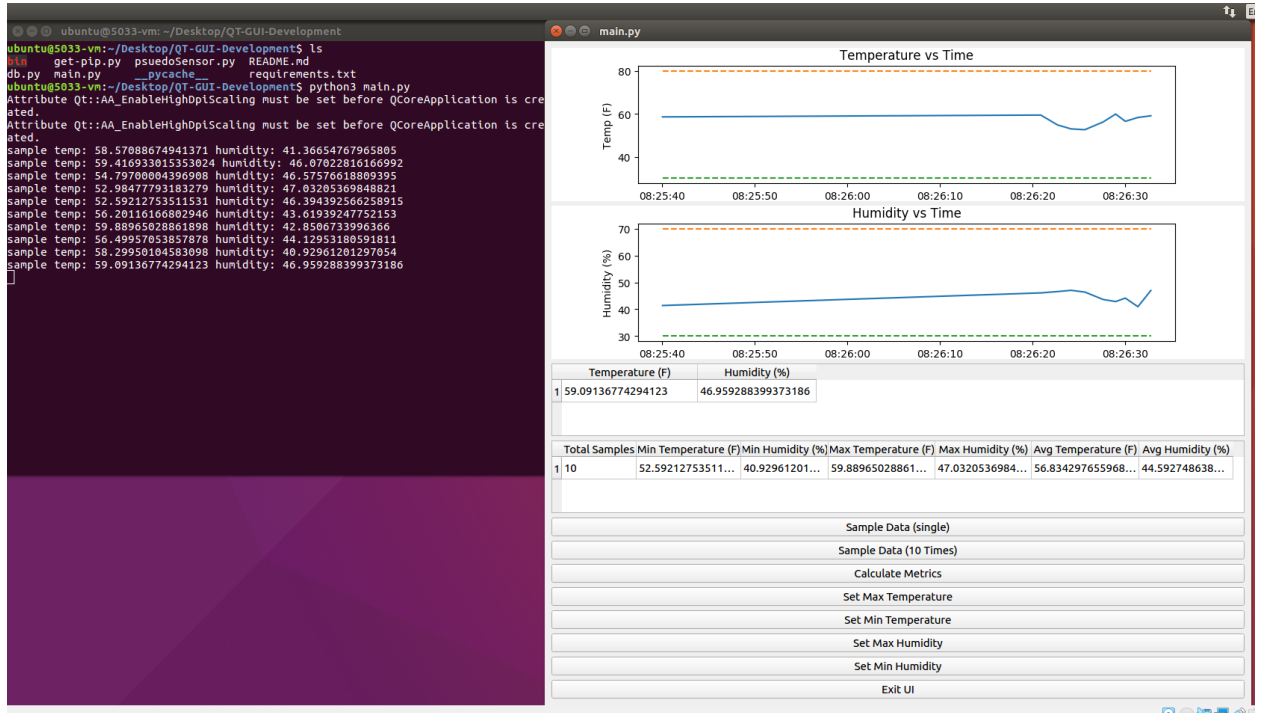 ubuntu@5033-vm: ~/Desktop/QT-GUI-Development
ubuntu@5033-vm:~/Desktop/QT-GUI-Development$ ls
bin get-pip.py psuedoSensor.py README.md
db.py main.py __pycache__ requirements.txt
ubuntu@5033-vm:~/Desktop/QT-GUI-Development$ python3 main.py
Attribute Qt::AA_EnableHighDpiScaling must be set before QCoreApplication is cre
ated.
Attribute Qt::AA_EnableHighDpiScaling must be set before QCoreApplication is cre
ated.
sample temp: 58.57088674941371 humidity: 41.36654767965805
sample temp: 59.416933015353024 humidity: 46.07022816166992
sample temp: 54.79700004396908 humidity: 46.57576618809395
sample temp: 52.98477793183279 humidity: 47.03205369848821
sample temp: 52.59212753511531 humidity: 46.394392566258915
sample temp: 56.20116166802946 humidity: 43.61939247752153
sample temp: 59.88965028861898 humidity: 42.8506733996366
sample temp: 56.49957053857878 humidity: 44.12953180591811
sample temp: 58.29950104583098 humidity: 40.92961201297054
sample temp: 59.09136774294123 humidity: 46.959288399373186
main.py
Temperature vs Time
Temp (F)
80
60
40
08:25:40 08:25:50 08:26:00 08:26:10 08:26:20 08:26:30
Humidity vs Time
Humidity (%)
70
60
50
40
30
08:25:40 08:25:50 08:26:00 08:26:10 08:26:20 08:26:30
Temperature (F) Humidity (%)
1 59.09136774294123 46.959288399373186
Total Samples Min Temperature (F) Min Humidity (%) Max Temperature (F) Max Humidity (%) Avg Temperature (F) Avg Humidity (%)
1 10 52.59212753511... 40.92961201... 59.88965028861... 47.0320536984... 56.834297655968... 44.592748638...
Sample Data (single)
Sample Data (10 Times)
Calculate Metrics
Set Max Temperature
Set Min Temperature
Set Max Humidity
Set Min Humidity
Exit UI